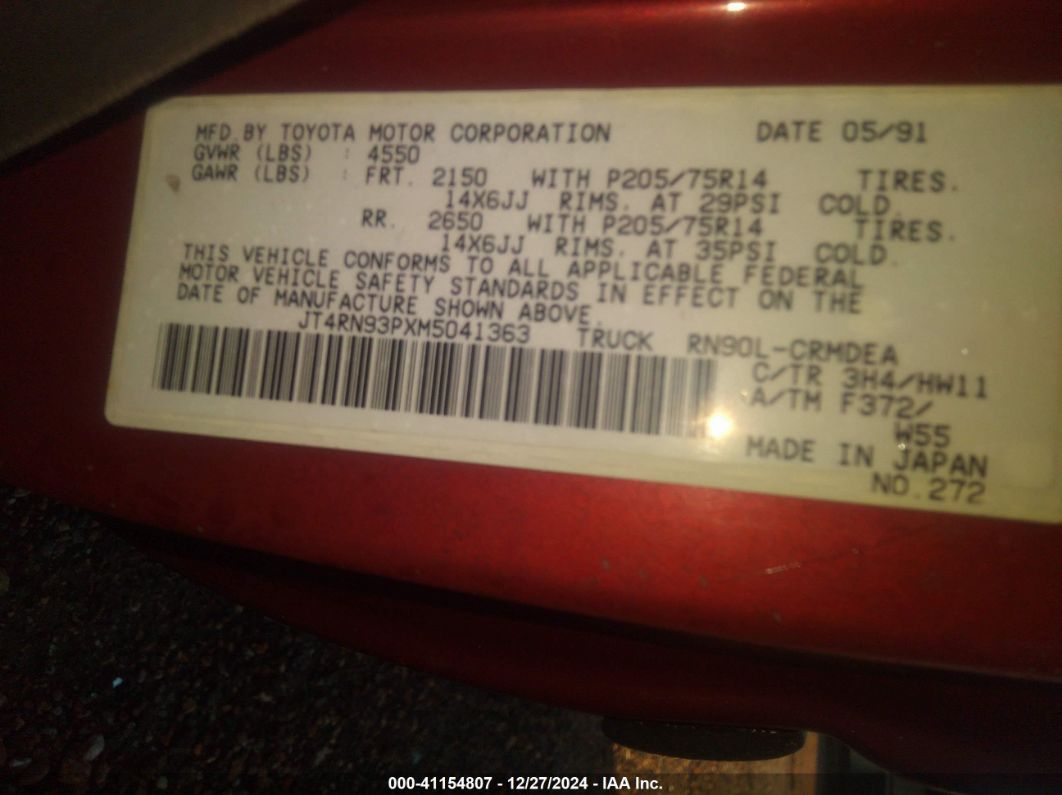 MFD. BY TOYOTA MOTOR CORPORATION DATE 05/91
GVWR (LBS) : 4550
GAWR (LBS) : FRT. 2150 WITH P205/75R14 TIRES.
14X6JJ RIMS. AT 29PSI COLD.
RR. 2650 WITH P205/75R14 TIRES.
14X6JJ RIMS. AT 35PSI COLD.
THIS VEHICLE CONFORMS TO ALL APPLICABLE FEDERAL
MOTOR VEHICLE SAFETY STANDARDS IN EFFECT ON THE
DATE OF MANUFACTURE SHOWN ABOVE.
JT4RN93PXM5041363 TRUCK RN90L-CRMDEA
C/TR 3H4/HW11
A/TM F372/
W55
MADE IN JAPAN
NO.272
000-41154807 - 12/27/2024 - IAA Inc.